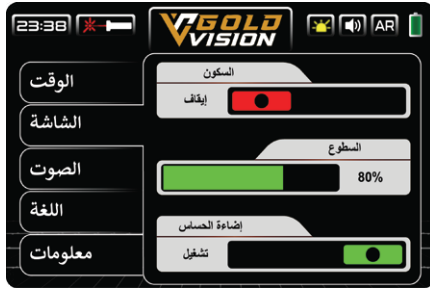 23:38
GOLD
VISION
AR
الوقت
الشاشة
الصوت
اللغة
معلومات
السكون
إيقاف
السطوع
80%
إضاءة الحساس
تشغيل